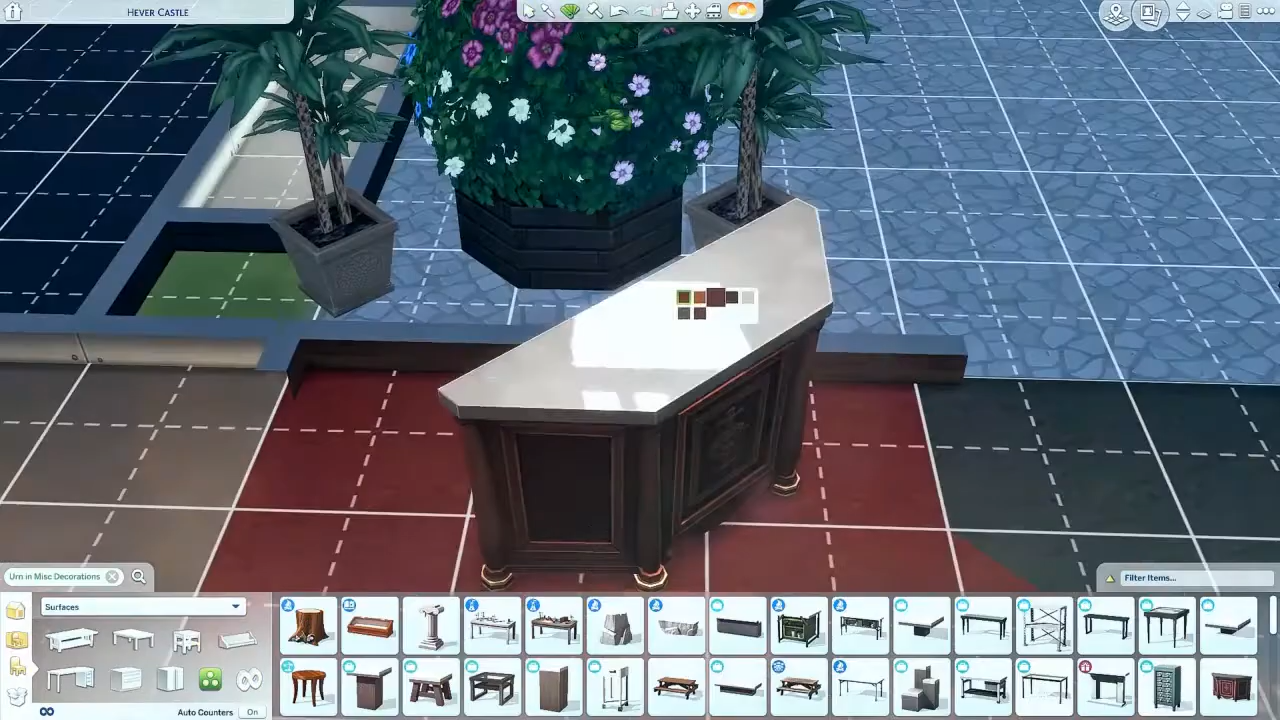 Hever Castle
Urn in Misc Decorations
Filter Items...
Surfaces
Auto Counters
On